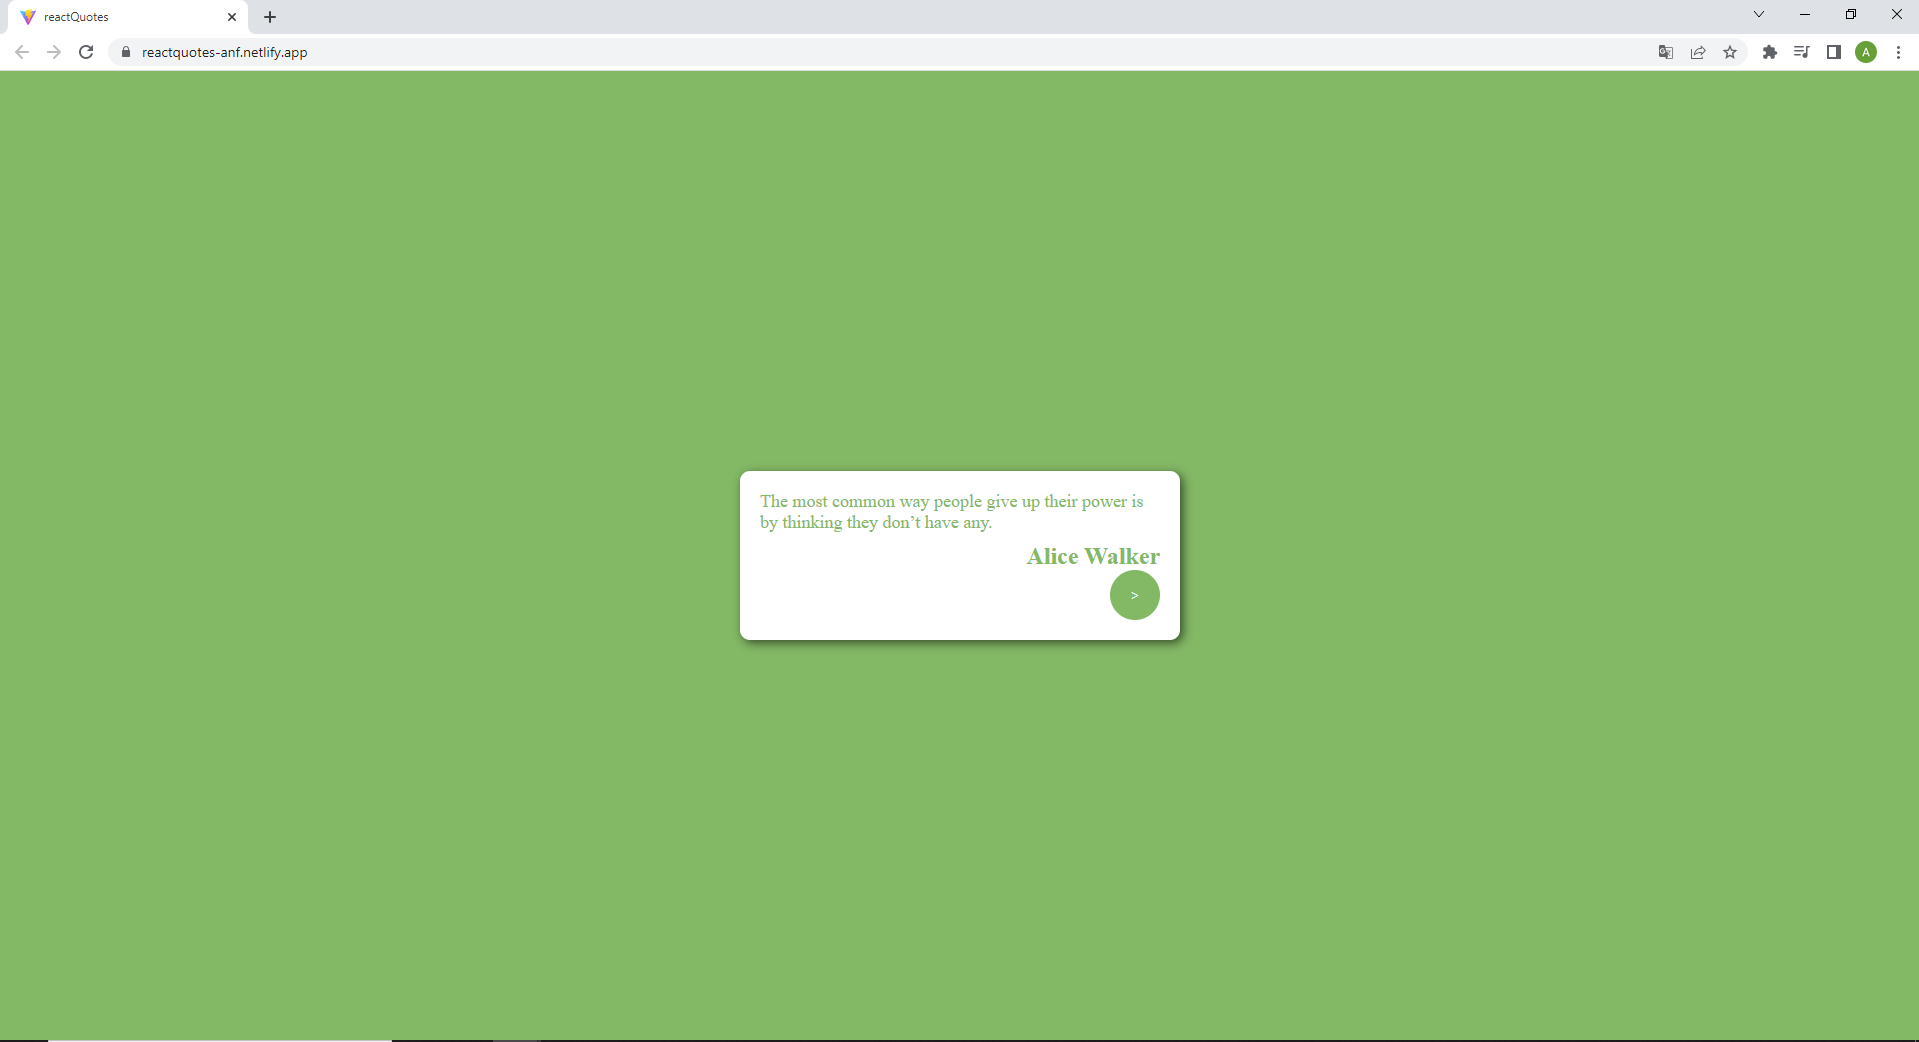 reactQuotes
reactquotes-anf.netlify.app
A
The most common way people give up their power is
by thinking they don’t have any.
Alice Walker
>